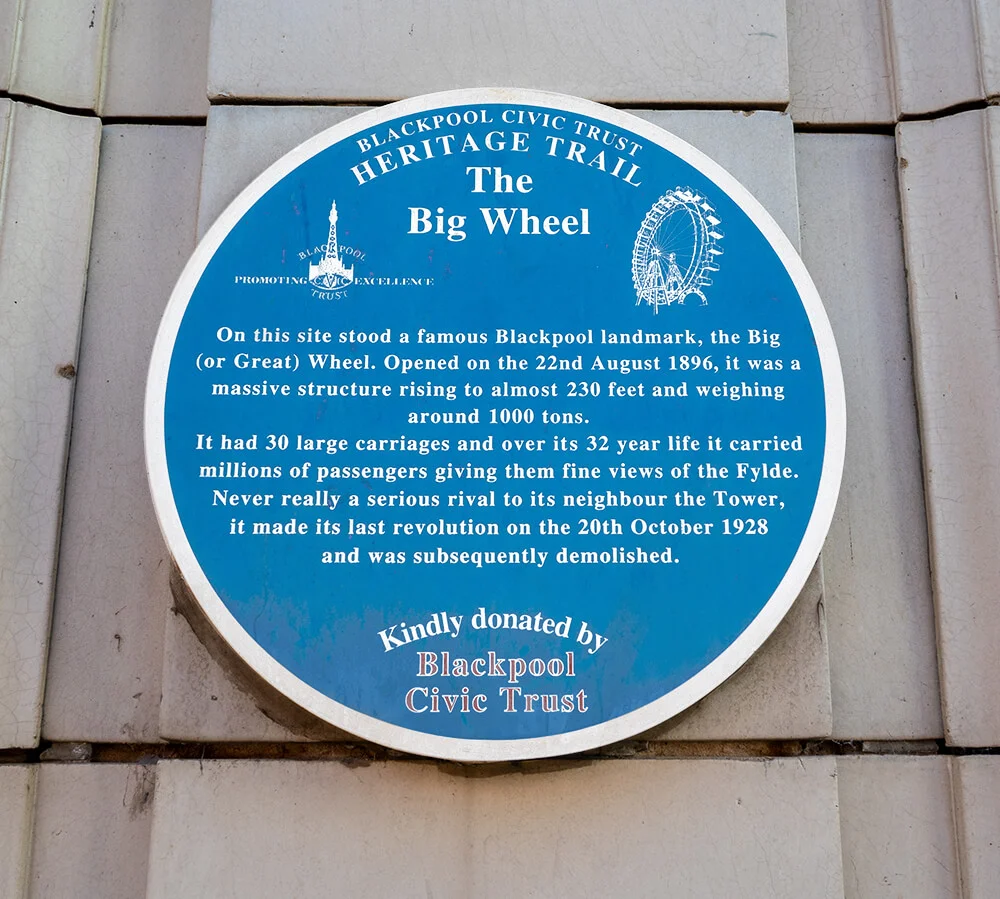 BLACKPOOL CIVIC TRUST
HERITAGE TRAIL
The
Big Wheel
BLACKPOOL
PROMOTING CIVIC EXCELLENCE
TRUST
On this site stood a famous Blackpool landmark, the Big
(or Great) Wheel. Opened on the 22nd August 1896, it was a
massive structure rising to almost 230 feet and weighing
around 1000 tons.
It had 30 large carriages and over its 32 year life it carried
millions of passengers giving them fine views of the Fylde.
Never really a serious rival to its neighbour the Tower,
it made its last revolution on the 20th October 1928
and was subsequently demolished.
Kindly donated by
Blackpool
Civic Trust